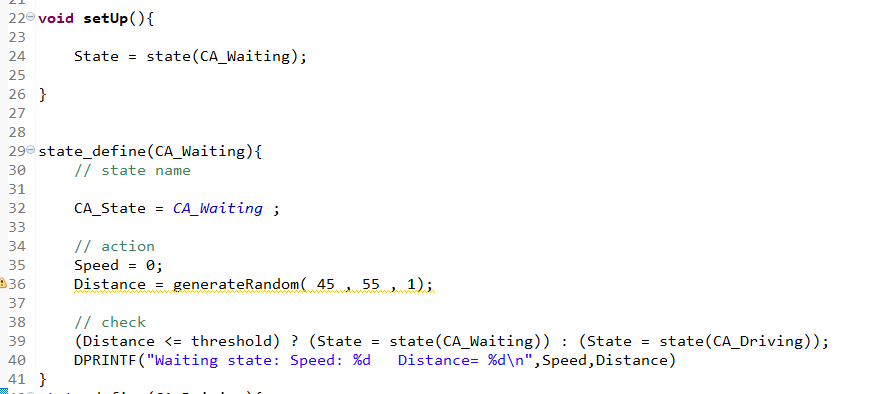 22 void setUp(){
23
24 State = state(CA_Waiting);
25
26 }
27
28
29 state_define(CA_Waiting){
30 // state name
31
32 CA_State = CA_Waiting ;
33
34 // action
35 Speed = 0;
36 Distance = generateRandom( 45 , 55 , 1);
37
38 // check
39 (Distance <= threshold) ? (State = state(CA_Waiting)) : (State = state(CA_Driving));
40 DPRINTF("Waiting state: Speed: %d   Distance= %d\n",Speed,Distance)
41 }